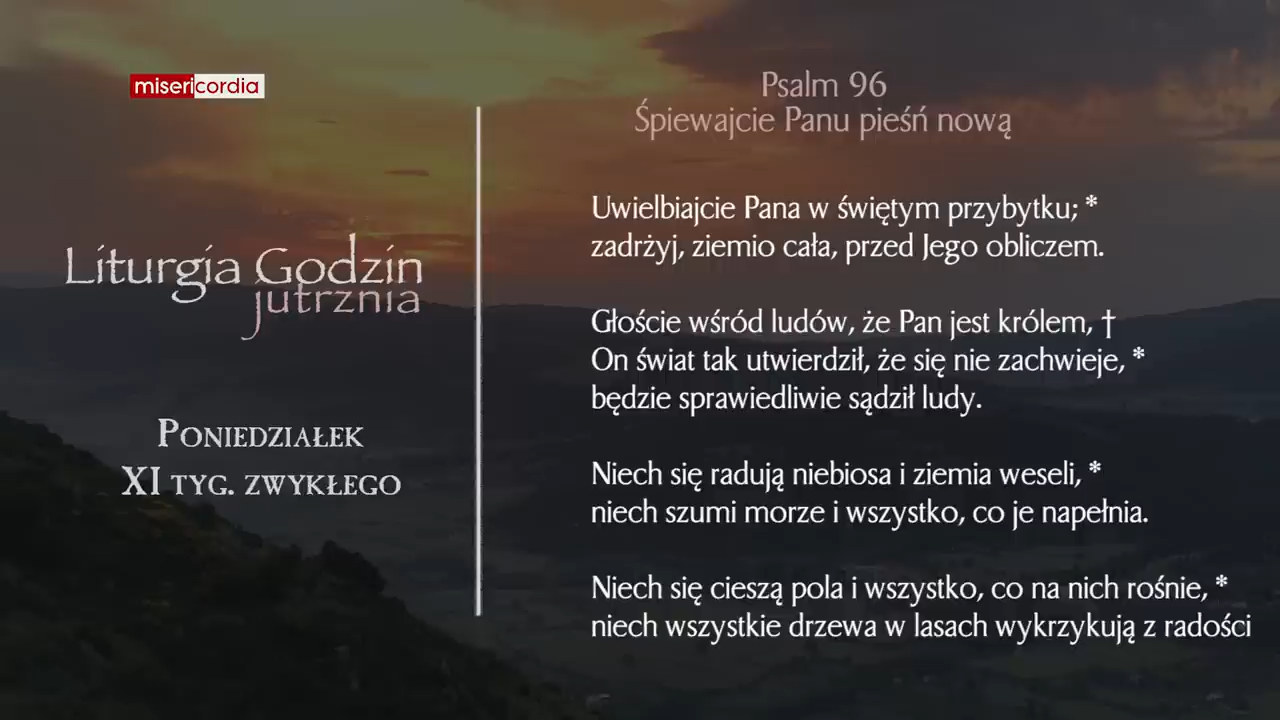 misericordia
Liturgia Godzin
jutrznia
Poniedziałek
XI tyg. zwykłego
Psalm 96
Śpiewajcie Panu pieśń nową
Uwielbiajcie Pana w świętym przybytku; *
zadrżyj, ziemio cała, przed Jego obliczem.
Głoście wśród ludów, że Pan jest królem, †
On świat tak utwierdził, że się nie zachwieje, *
będzie sprawiedliwie sądził ludy.
Niech się radują niebiosa i ziemia weseli, *
niech szumi morze i wszystko, co je napełnia.
Niech się cieszą pola i wszystko, co na nich rośnie, *
niech wszystkie drzewa w lasach wykrzykują z radości